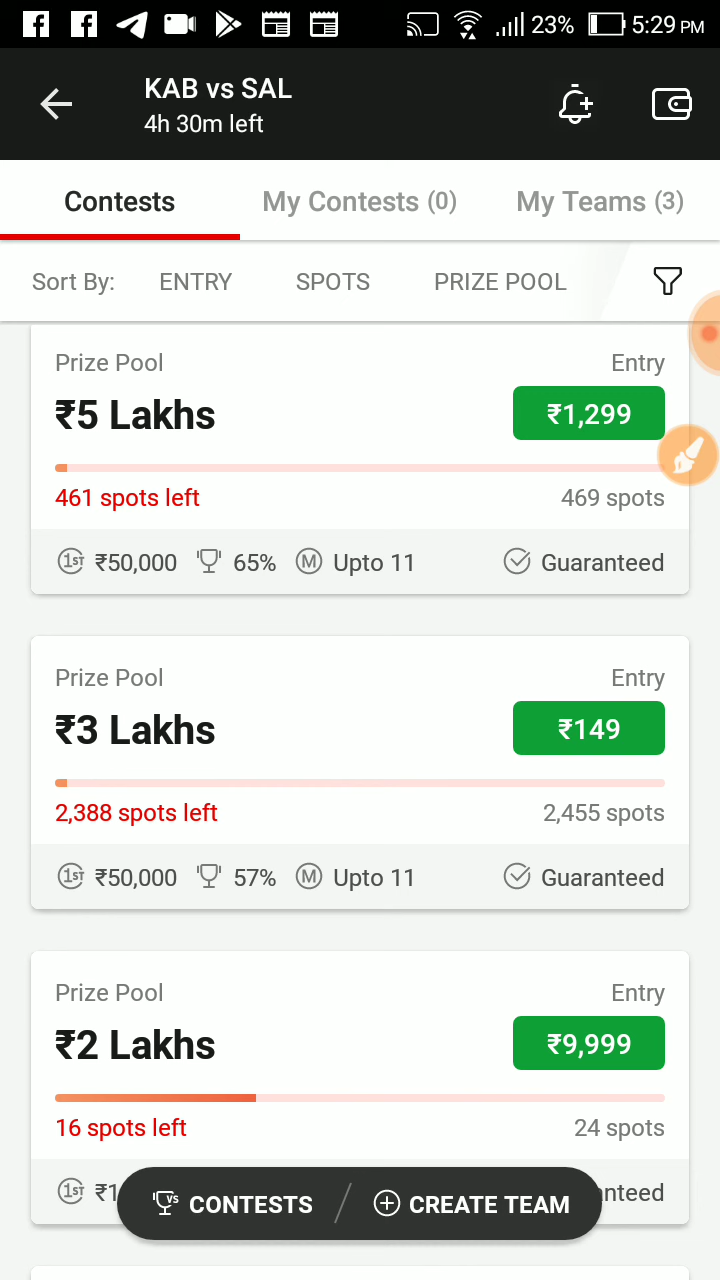 23% 5:29 PM
KAB vs SAL
4h 30m left
Contests My Contests (0) My Teams (3)
Sort By: ENTRY SPOTS PRIZE POOL
Prize Pool Entry
₹5 Lakhs ₹1,299
461 spots left 469 spots
1ST ₹50,000 65% M Upto 11 Guaranteed
Prize Pool Entry
₹3 Lakhs ₹149
2,388 spots left 2,455 spots
1ST ₹50,000 57% M Upto 11 Guaranteed
Prize Pool Entry
₹2 Lakhs ₹9,999
16 spots left 24 spots
1ST ₹1 nteed
VS CONTESTS CREATE TEAM